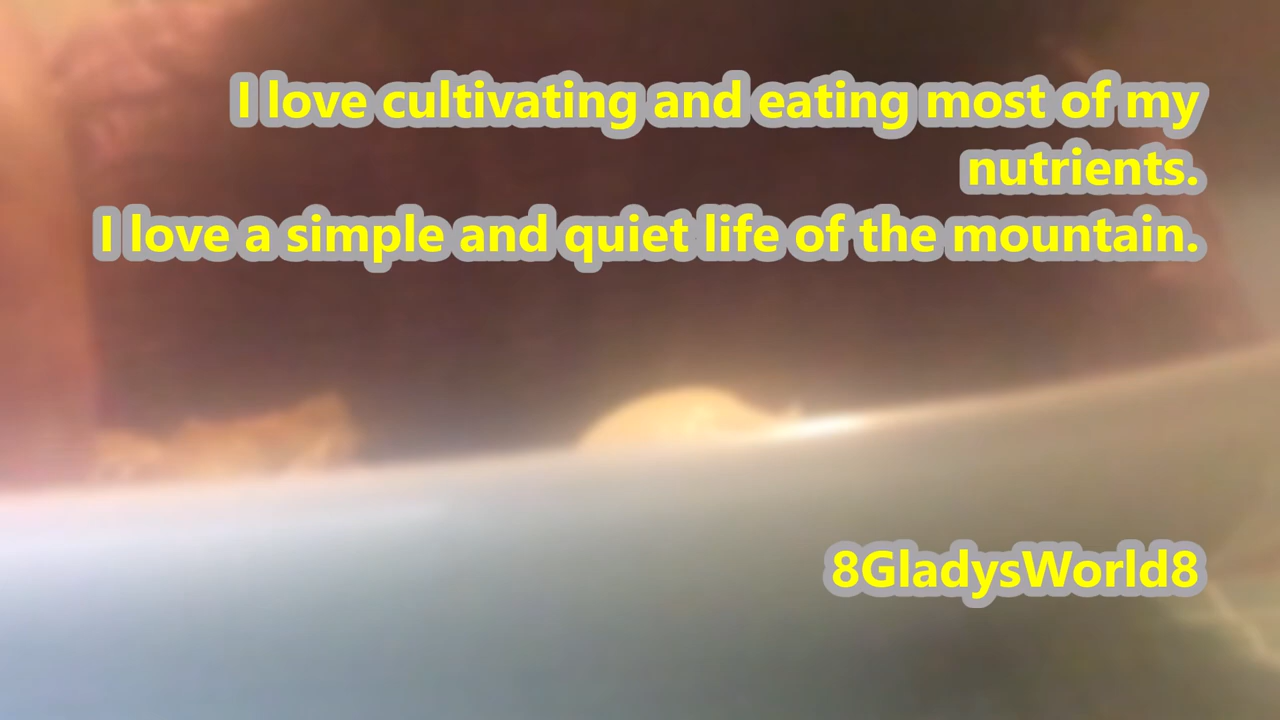 I love cultivating and eating most of my
nutrients.
I love a simple and quiet life of the mountain.
8GladysWorld8